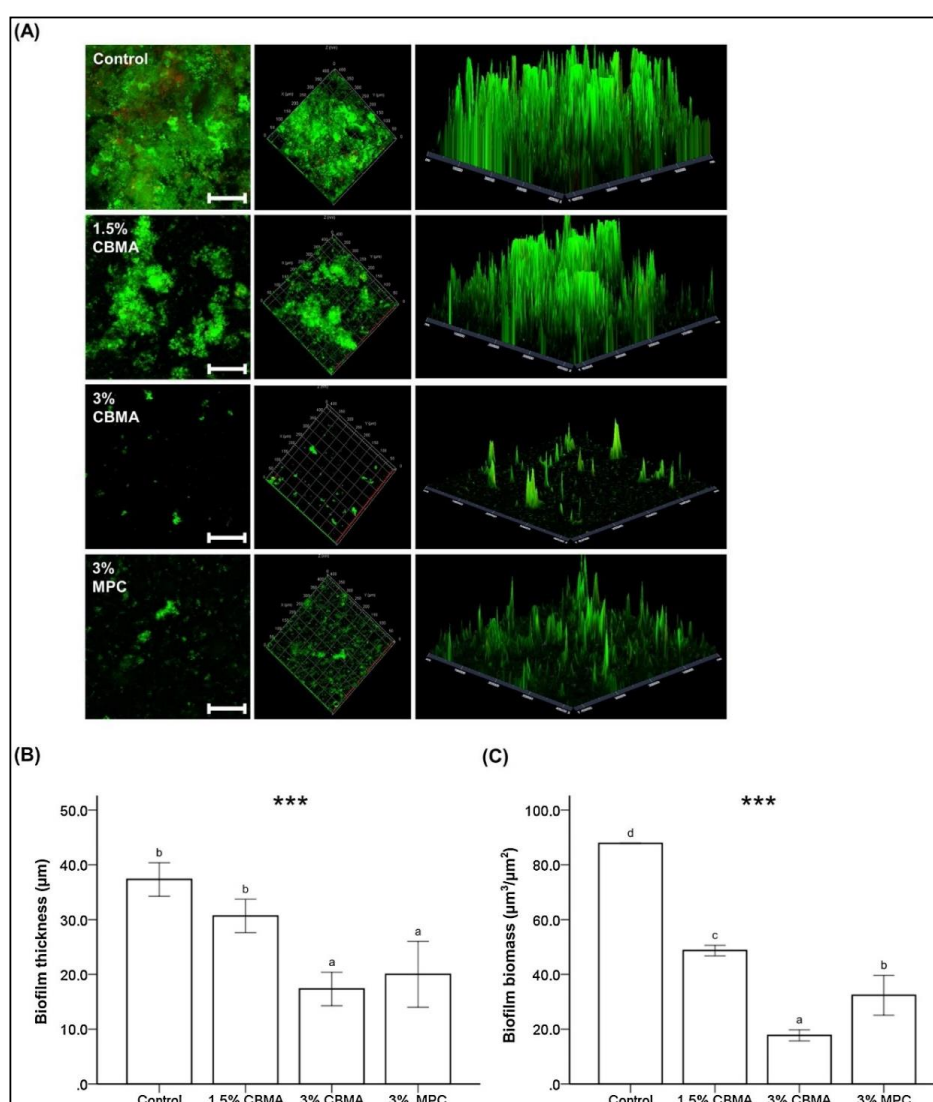 (A)
Control
1.5%
CBMA
3%
CBMA
3%
MPC
(B)
(C)
***
50.0
40.0
30.0
20.0
10.0
.0
Biofilm thickness (µm)
b
b
a
a
Control
1.5% CBMA
3% CBMA
3% MPC
***
100.0
80.0
60.0
40.0
20.0
.0
Biofilm biomass (µm³/µm²)
d
c
a
b
Control
1.5% CBMA
3% CBMA
3% MPC